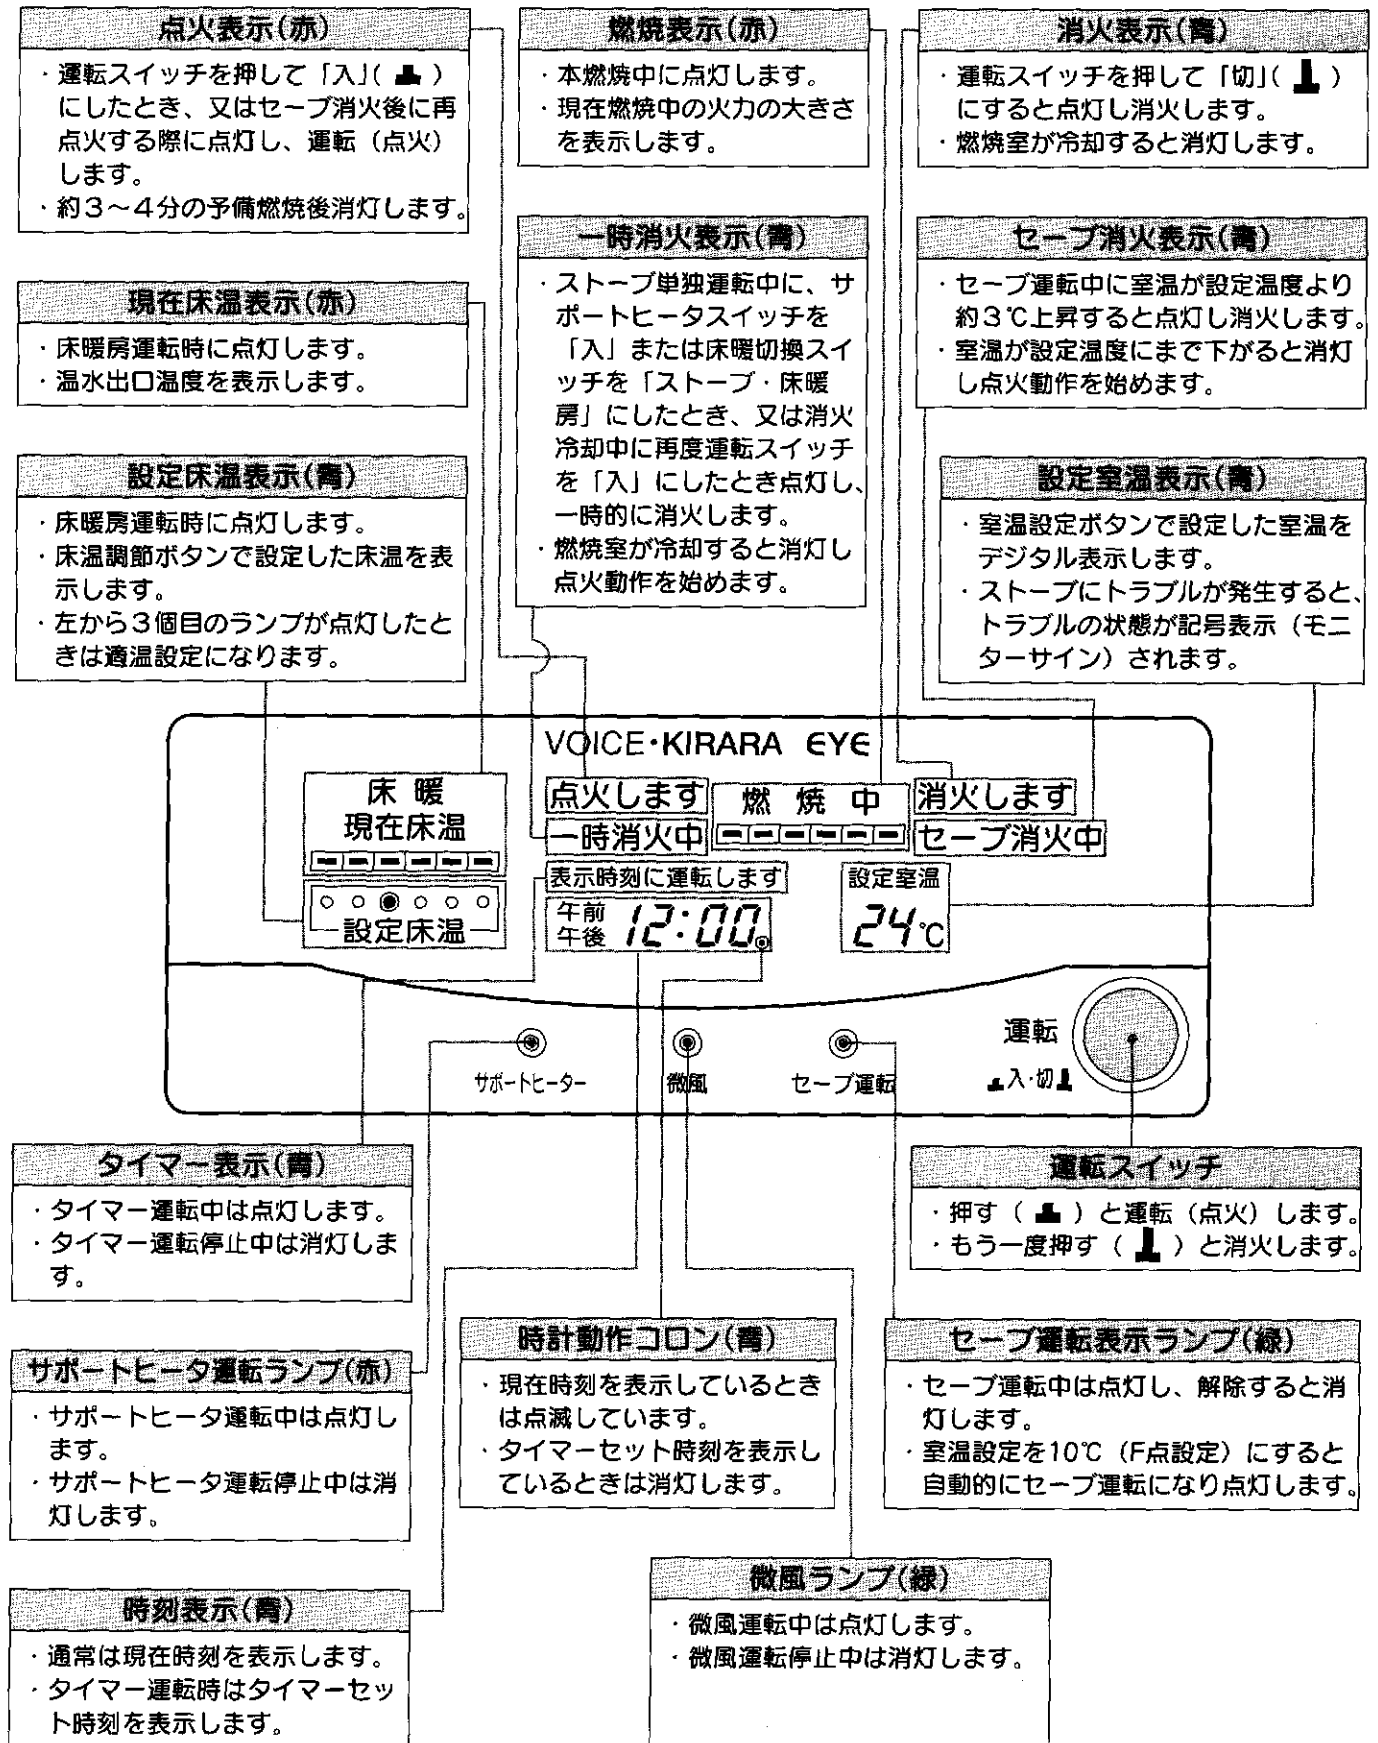 点火表示(赤)
・運転スイッチを押して「入」( )
にしたとき、又はセーブ消火後に再
点火する際に点灯し、運転（点火）
します。
・約３～４分の予備燃焼後消灯します。
現在床温表示(赤)
・床暖房運転時に点灯します。
・温水出口温度を表示します。
設定床温表示(青)
・床暖房運転時に点灯します。
・床温調節ボタンで設定した床温を表
示します。
・左から３個目のランプが点灯したと
きは適温設定になります。
燃焼表示(赤)
・本燃焼中に点灯します。
・現在燃焼中の火力の大きさ
を表示します。
一時消火表示(青)
・ストーブ単独運転中に、サ
ポートヒータスイッチを
「入」または床暖切換スイ
ッチを「ストーブ・床暖
房」にしたとき、又は消火
冷却中に再度運転スイッチ
を「入」にしたとき点灯し、
一時的に消火します。
・燃焼室が冷却すると消灯し
点火動作を始めます。
消火表示(青)
・運転スイッチを押して「切」( )
にすると点灯し消火します。
・燃焼室が冷却すると消灯します。
セーブ消火表示(青)
・セーブ運転中に室温が設定温度より
約３℃上昇すると点灯し消火します。
・室温が設定温度にまで下がると消灯
し点火動作を始めます。
設定室温表示(青)
・室温設定ボタンで設定した室温を
デジタル表示します。
・ストーブにトラブルが発生すると、
トラブルの状態が記号表示（モニ
ターサイン）されます。
VOICE・KIRARA EYE
床 暖
現在床温
設定床温
点火します
一時消火中
燃 焼 中
消火します
セーブ消火中
表示時刻に運転します
午前
午後
12:00
設定室温
24℃
サポートヒーター
微風
セーブ運転
運転
入・切
タイマー表示(青)
・タイマー運転中は点灯します。
・タイマー運転停止中は消灯しま
す。
サポートヒータ運転ランプ(赤)
・サポートヒータ運転中は点灯し
ます。
・サポートヒータ運転停止中は消
灯します。
時刻表示(青)
・通常は現在時刻を表示します。
・タイマー運転時はタイマーセッ
ト時刻を表示します。
時計動作コロン(青)
・現在時刻を表示しているとき
は点滅しています。
・タイマーセット時刻を表示し
ているときは消灯します。
微風ランプ(緑)
・微風運転中は点灯します。
・微風運転停止中は消灯します。
運転スイッチ
・押す（ ）と運転（点火）します。
・もう一度押す（ ）と消火します。
セーブ運転表示ランプ(緑)
・セーブ運転中は点灯し、解除すると消
灯します。
・室温設定を10℃（F点設定）にすると
自動的にセーブ運転になり点灯します。